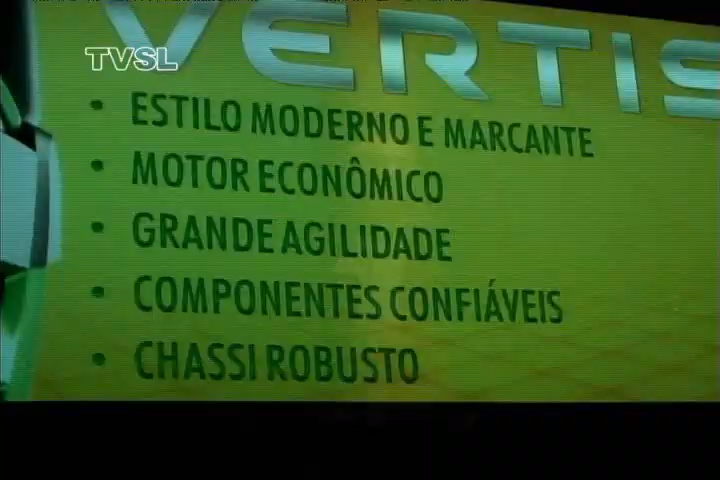 VERTIS
TVSL
• ESTILO MODERNO E MARCANTE
• MOTOR ECONÔMICO
• GRANDE AGILIDADE
• COMPONENTES CONFIÁVEIS
• CHASSI ROBUSTO